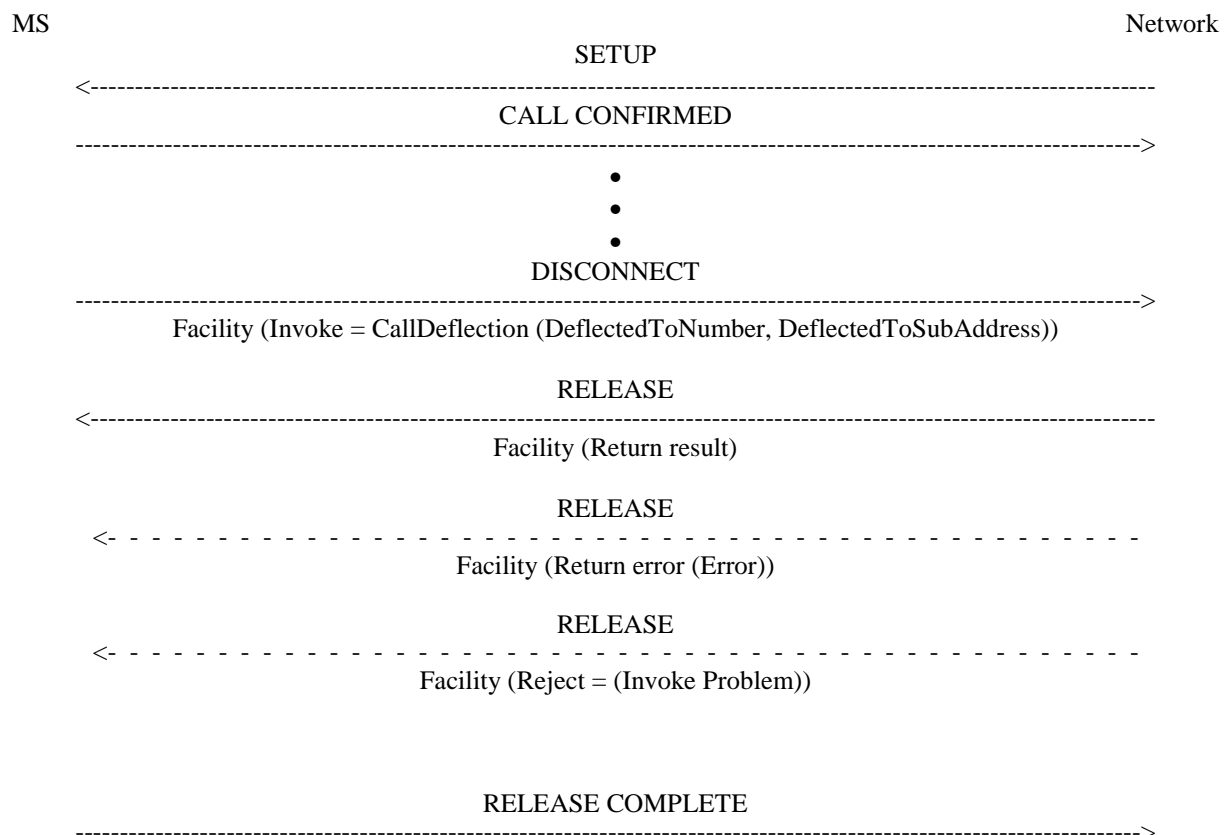 MS Network
SETUP
<-----------------------------------------------------------------------------------------------------------------------
CALL CONFIRMED
----------------------------------------------------------------------------------------------------------------------->
•
•
•
DISCONNECT
----------------------------------------------------------------------------------------------------------------------->
Facility (Invoke = CallDeflection (DeflectedToNumber, DeflectedToSubAddress))
RELEASE
<-----------------------------------------------------------------------------------------------------------------------
Facility (Return result)
RELEASE
<- - - - - - - - - - - - - - - - - - - - - - - - - - - - - - - - - - - - - - - - - - - - - - -
Facility (Return error (Error))
RELEASE
<- - - - - - - - - - - - - - - - - - - - - - - - - - - - - - - - - - - - - - - - - - - - - - -
Facility (Reject = (Invoke Problem))
RELEASE COMPLETE
----------------------------------------------------------------------------------------------------------------------->